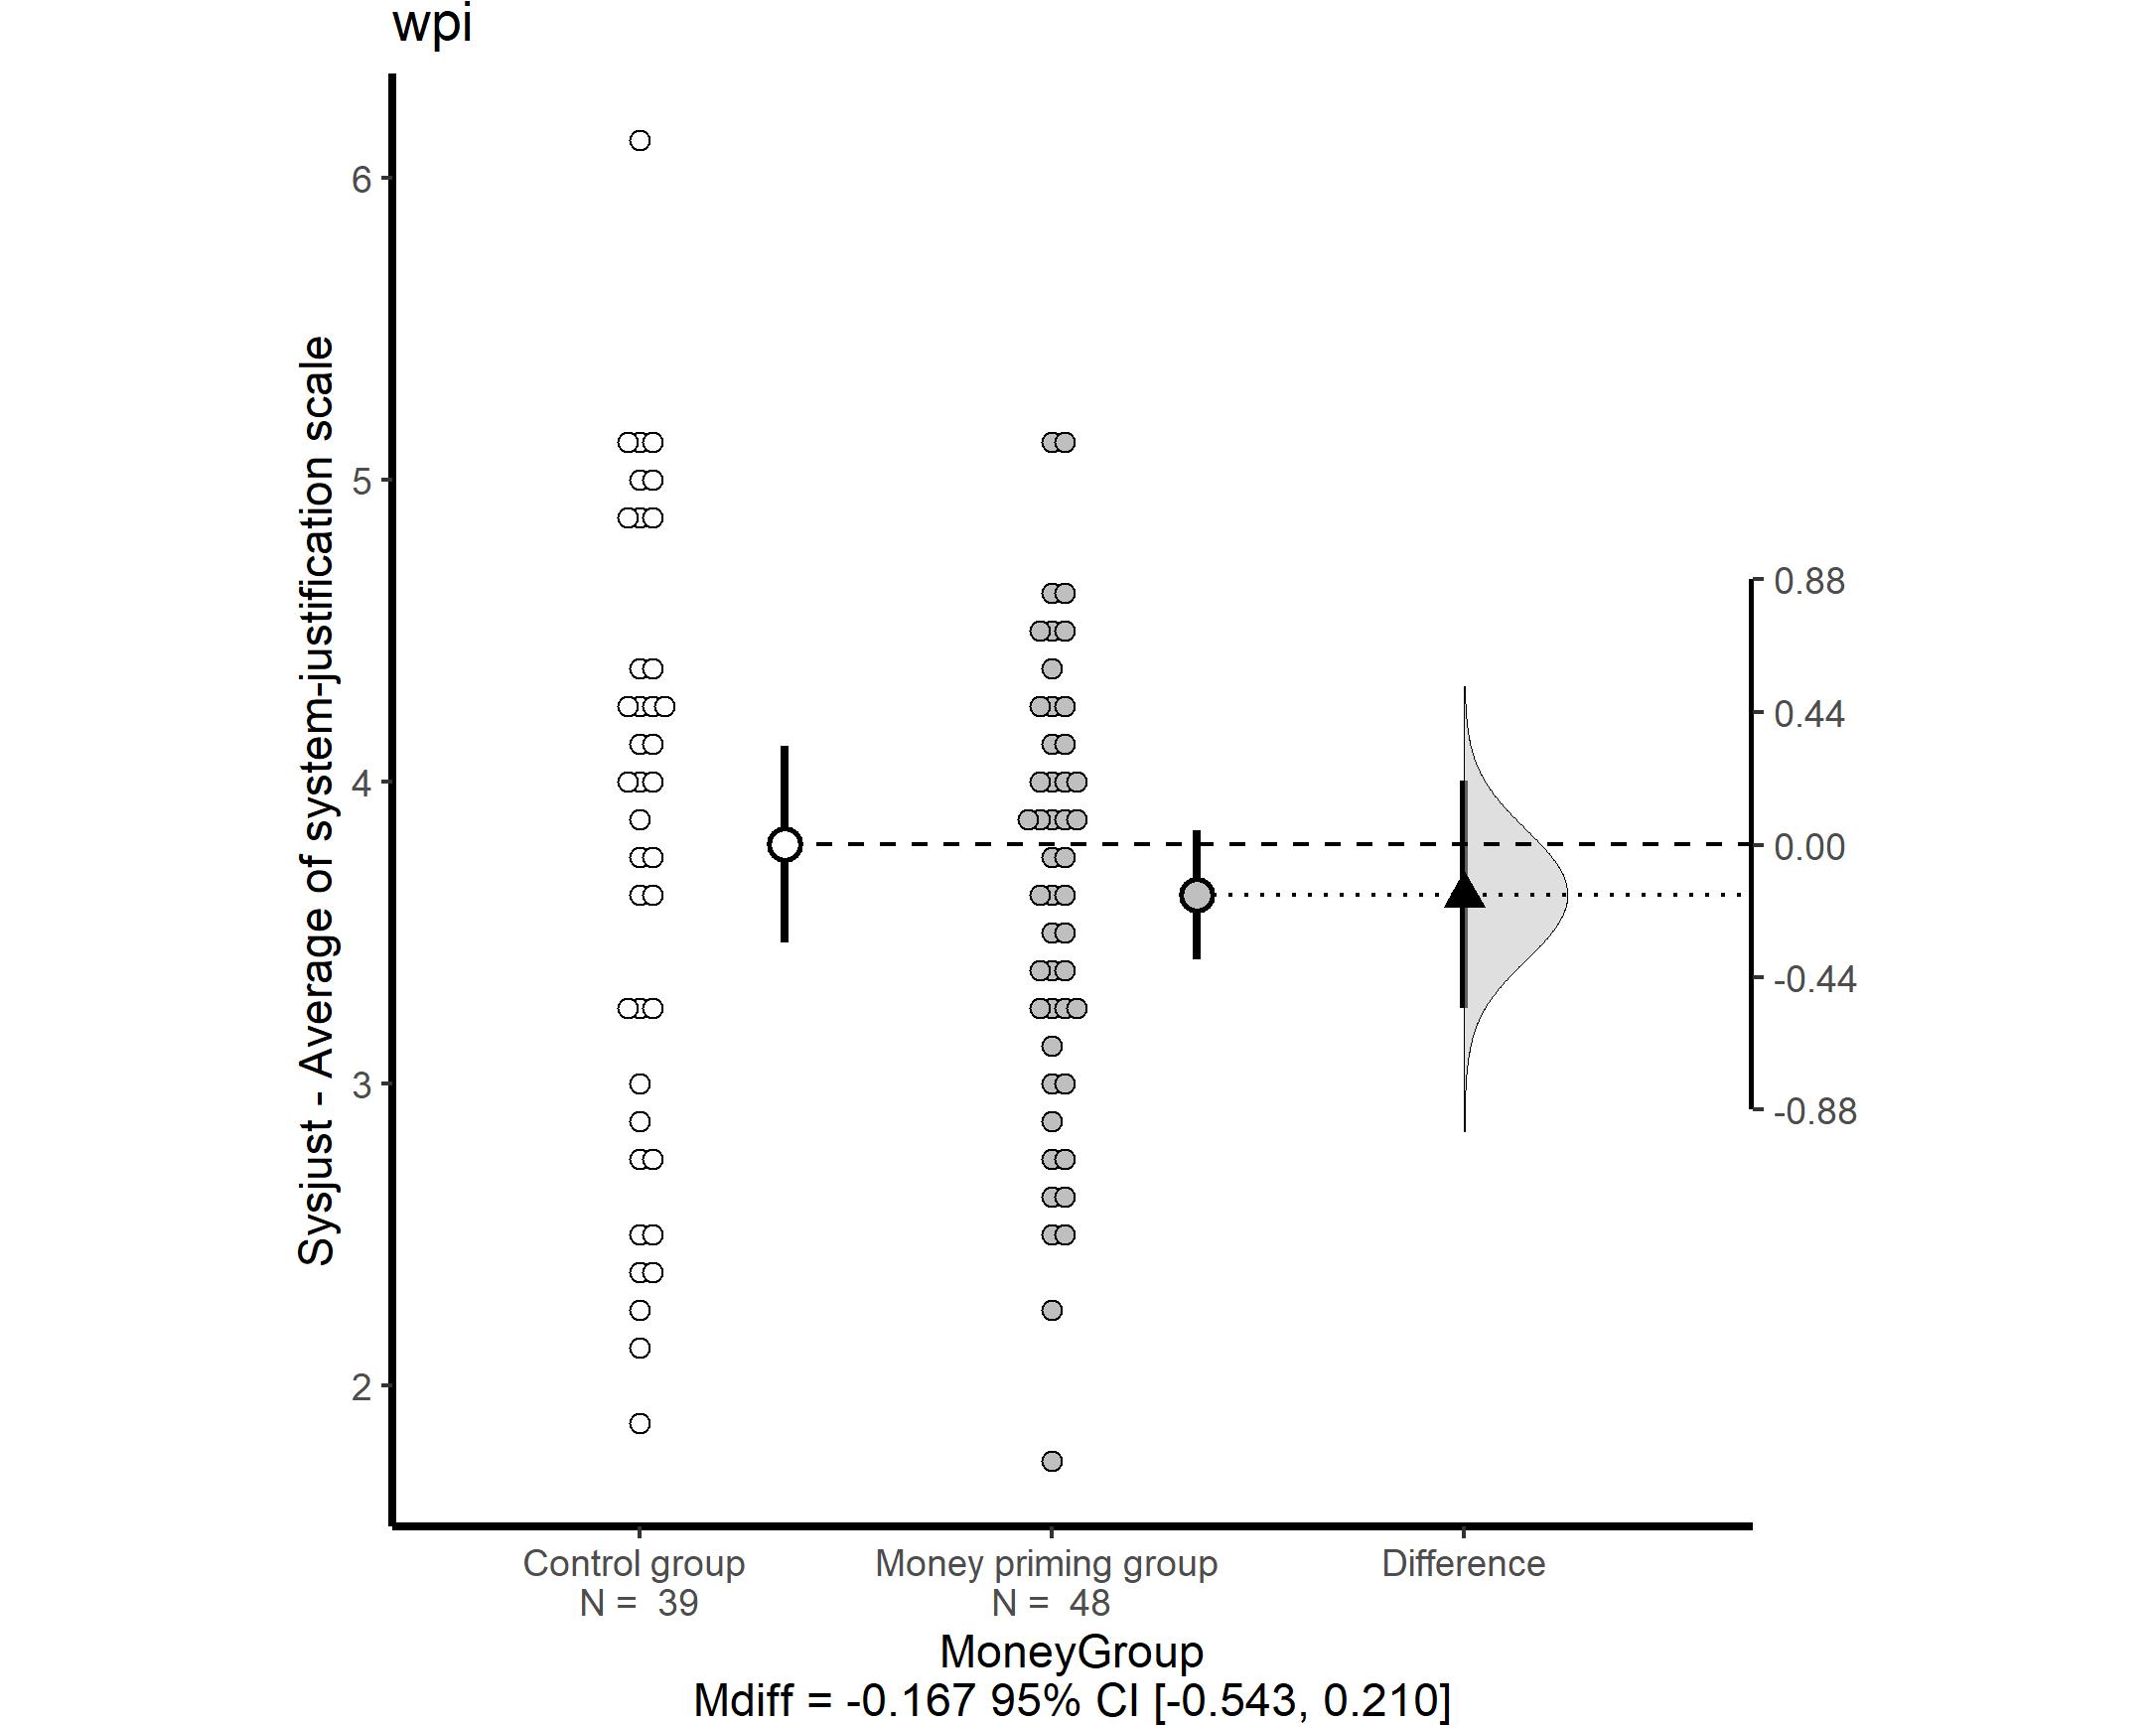 wpi
Sysjust - Average of system-justification scale
6
5
4
3
2
0.88
0.44
0.00
-0.44
-0.88
Control group
N = 39
Money priming group
N = 48
Difference
MoneyGroup
Mdiff = -0.167 95% CI [-0.543, 0.210]